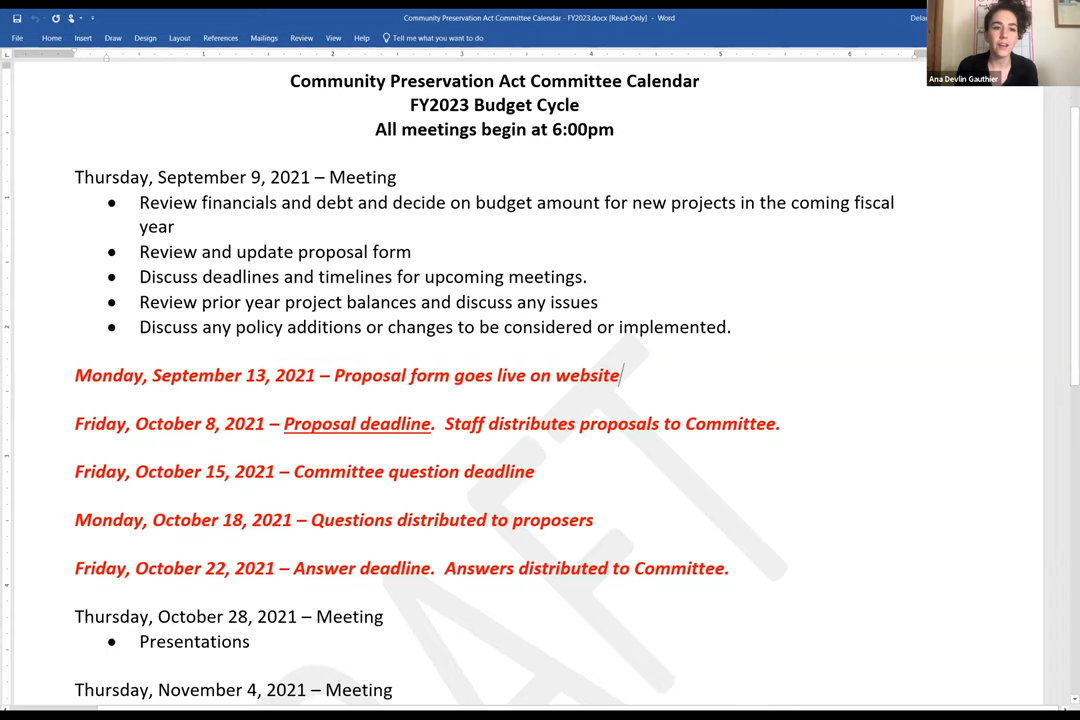 Community Preservation Act Committee Calendar - FY2023.docx [Read-Only] - Word
File Home Insert Draw Design Layout References Mailings Review View Help Tell me what you want to do
Ana Devlin Gauthier
Community Preservation Act Committee Calendar
FY2023 Budget Cycle
All meetings begin at 6:00pm
Thursday, September 9, 2021 – Meeting
• Review financials and debt and decide on budget amount for new projects in the coming fiscal
year
• Review and update proposal form
• Discuss deadlines and timelines for upcoming meetings.
• Review prior year project balances and discuss any issues
• Discuss any policy additions or changes to be considered or implemented.
Monday, September 13, 2021 – Proposal form goes live on website
Friday, October 8, 2021 – Proposal deadline.  Staff distributes proposals to Committee.
Friday, October 15, 2021 – Committee question deadline
Monday, October 18, 2021 – Questions distributed to proposers
Friday, October 22, 2021 – Answer deadline.  Answers distributed to Committee.
Thursday, October 28, 2021 – Meeting
• Presentations
Thursday, November 4, 2021 – Meeting